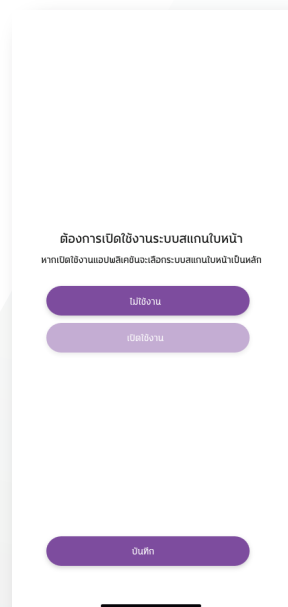 ต้องการเปิดใช้งานระบบสแกนใบหน้า
หากเปิดใช้งานแอปพลิเคชันจะเลือกระบบสแกนใบหน้าเป็นหลัก
ไม่ใช้งาน
เปิดใช้งาน
บันทึก